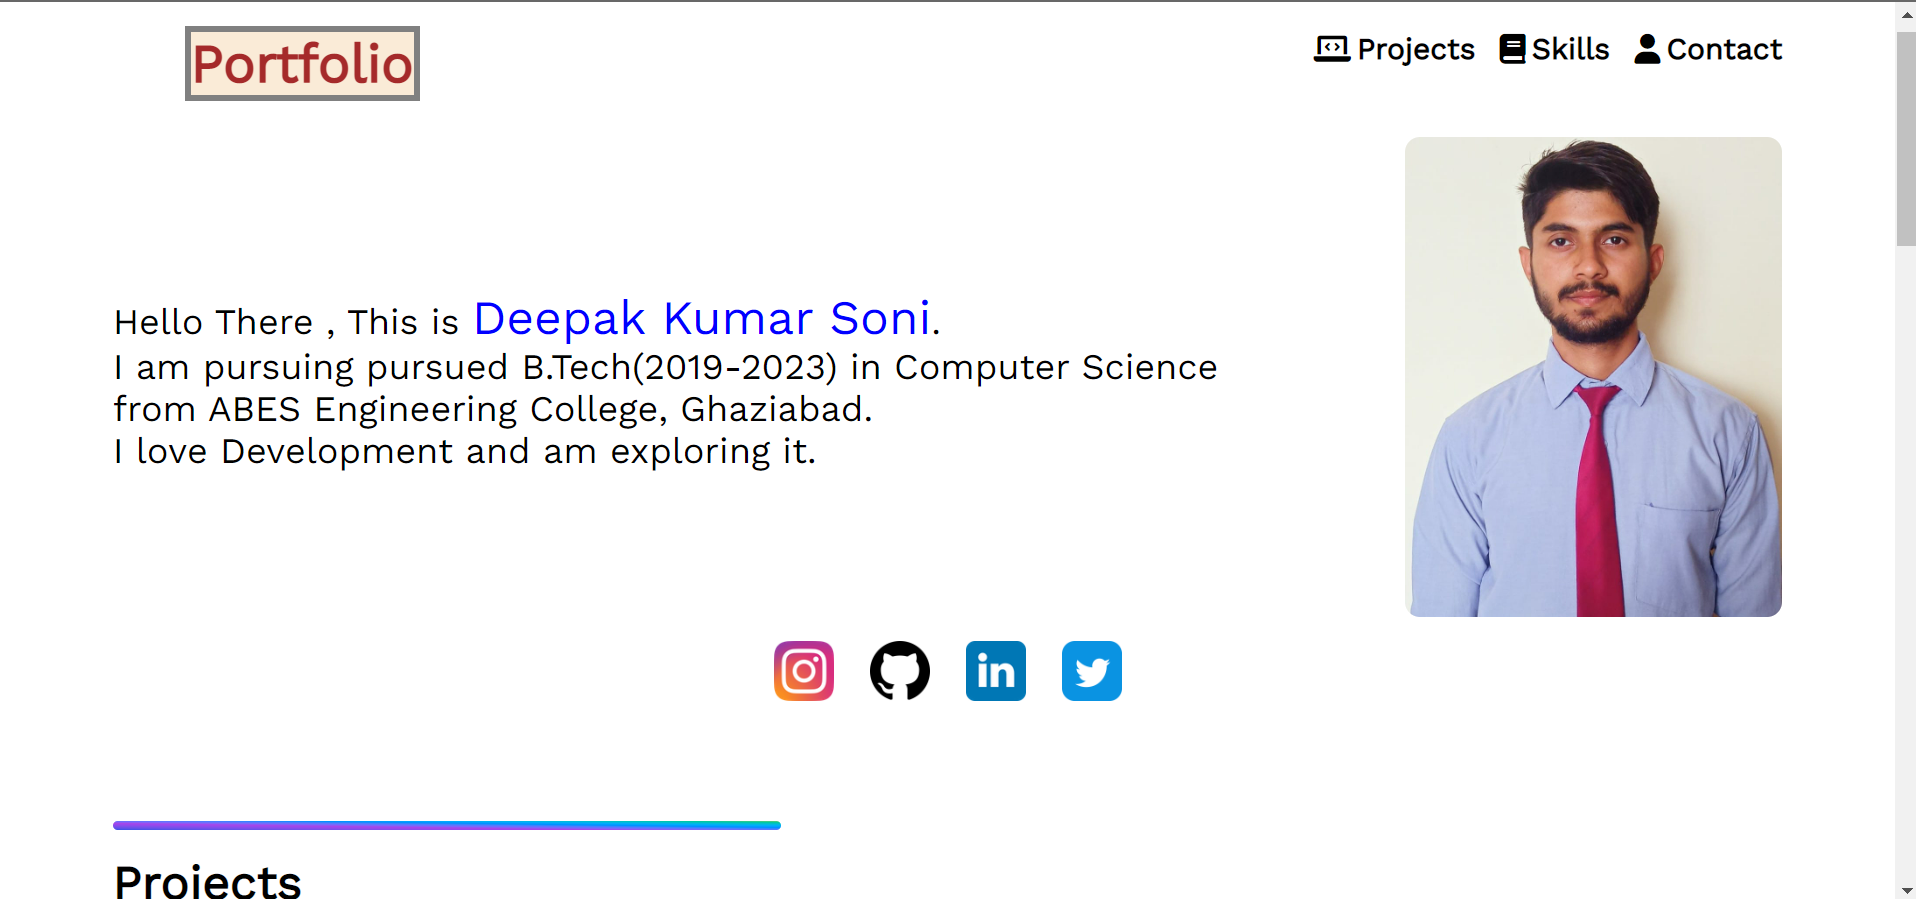 Portfolio
Projects Skills Contact
Hello There , This is Deepak Kumar Soni.
I am pursuing pursued B.Tech(2019-2023) in Computer Science
from ABES Engineering College, Ghaziabad.
I love Development and am exploring it.
in
Projects